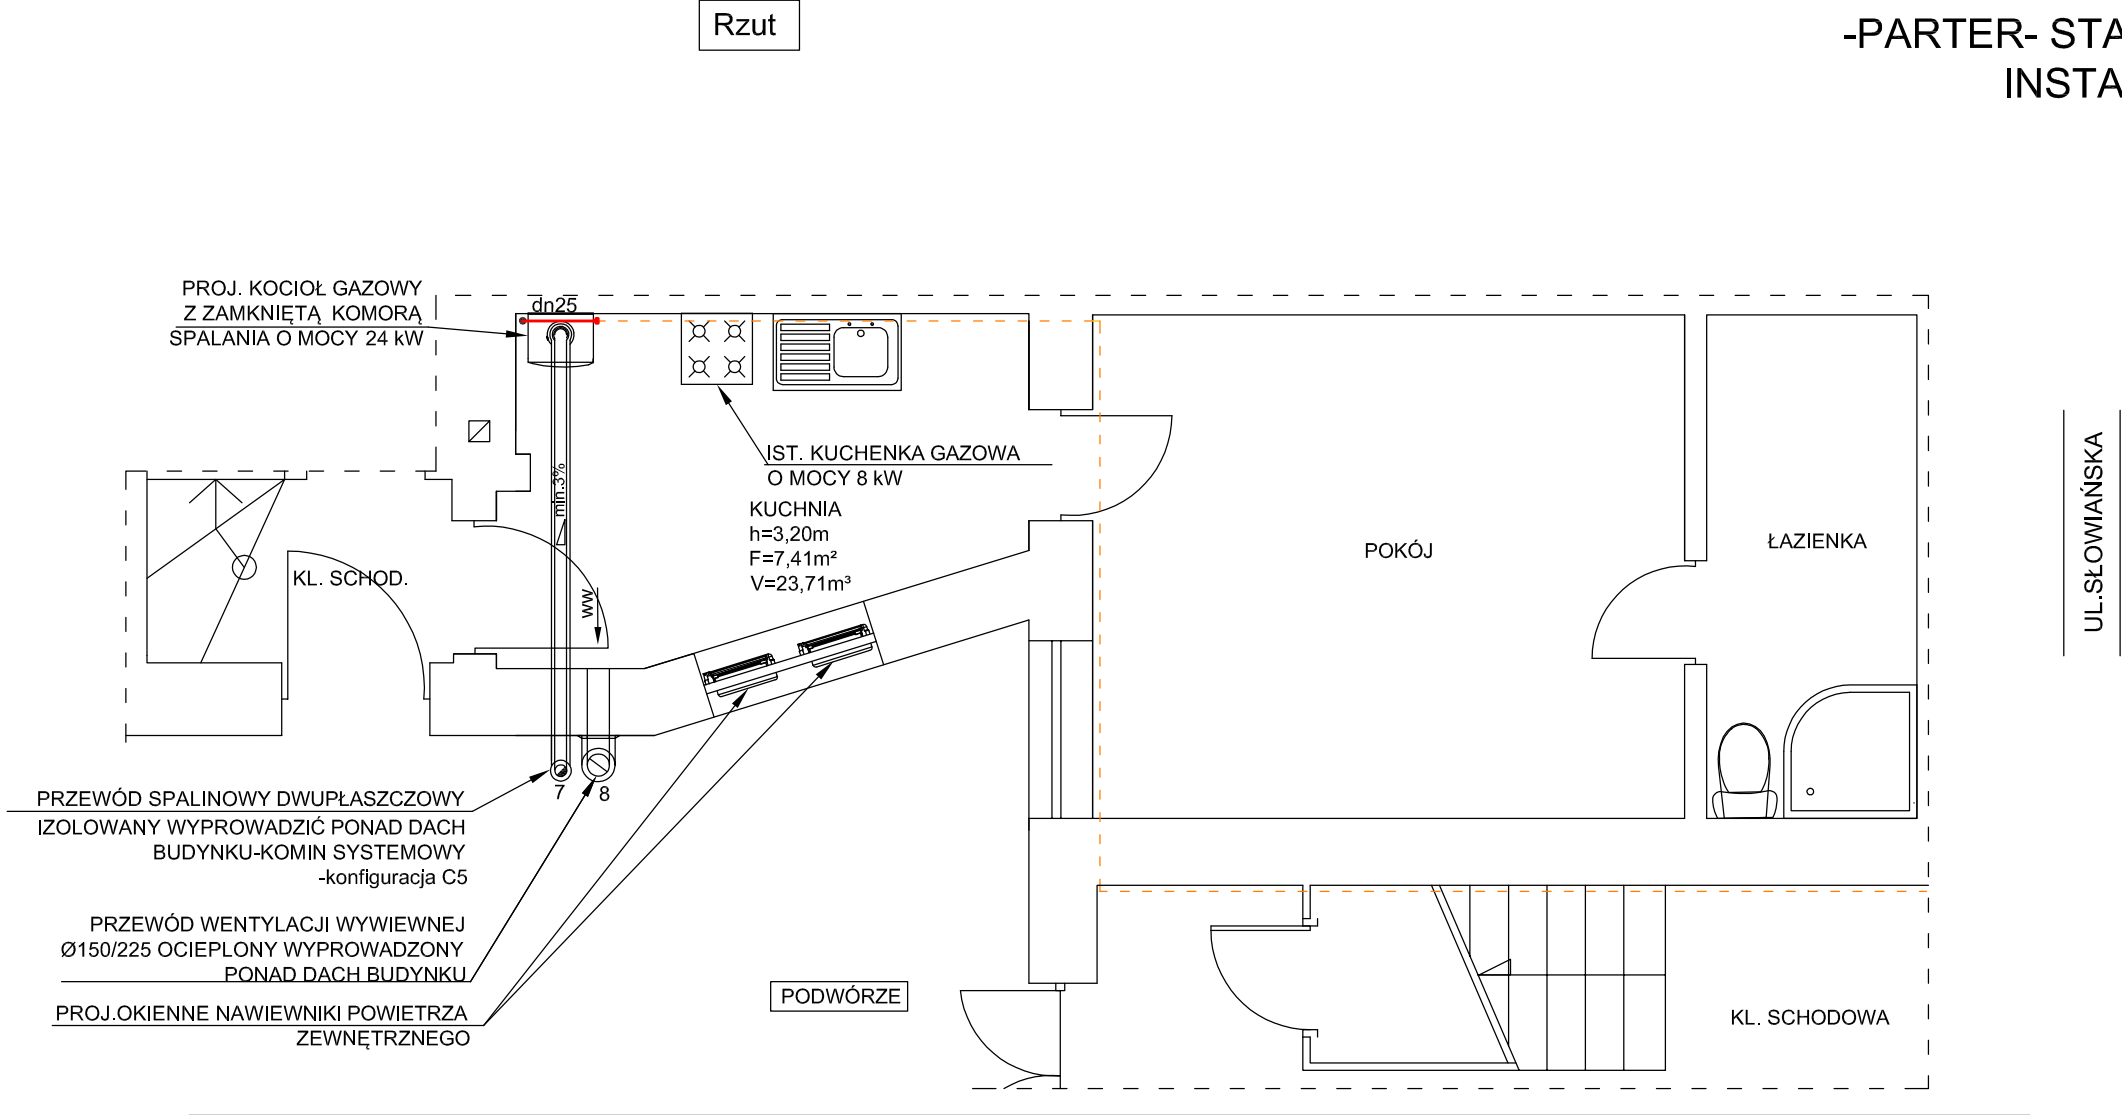 Rzut
-PARTER- STA
INSTA
PROJ. KOCIOŁ GAZOWY
Z ZAMKNIĘTĄ KOMORĄ
SPALANIA O MOCY 24 kW
dn25
min.3%
IST. KUCHENKA GAZOWA
O MOCY 8 kW
KUCHNIA
h=3,20m
F=7,41m²
V=23,71m³
KL. SCHOD.
ww
POKÓJ
ŁAZIENKA
UL.SŁOWIAŃSKA
7
8
PRZEWÓD SPALINOWY DWUPŁASZCZOWY
IZOLOWANY WYPROWADZIĆ PONAD DACH
BUDYNKU-KOMIN SYSTEMOWY
-konfiguracja C5
PRZEWÓD WENTYLACJI WYWIEWNEJ
Ø150/225 OCIEPLONY WYPROWADZONY
PONAD DACH BUDYNKU
PROJ.OKIENNE NAWIEWNIKI POWIETRZA
ZEWNĘTRZNEGO
PODWÓRZE
KL. SCHODOWA